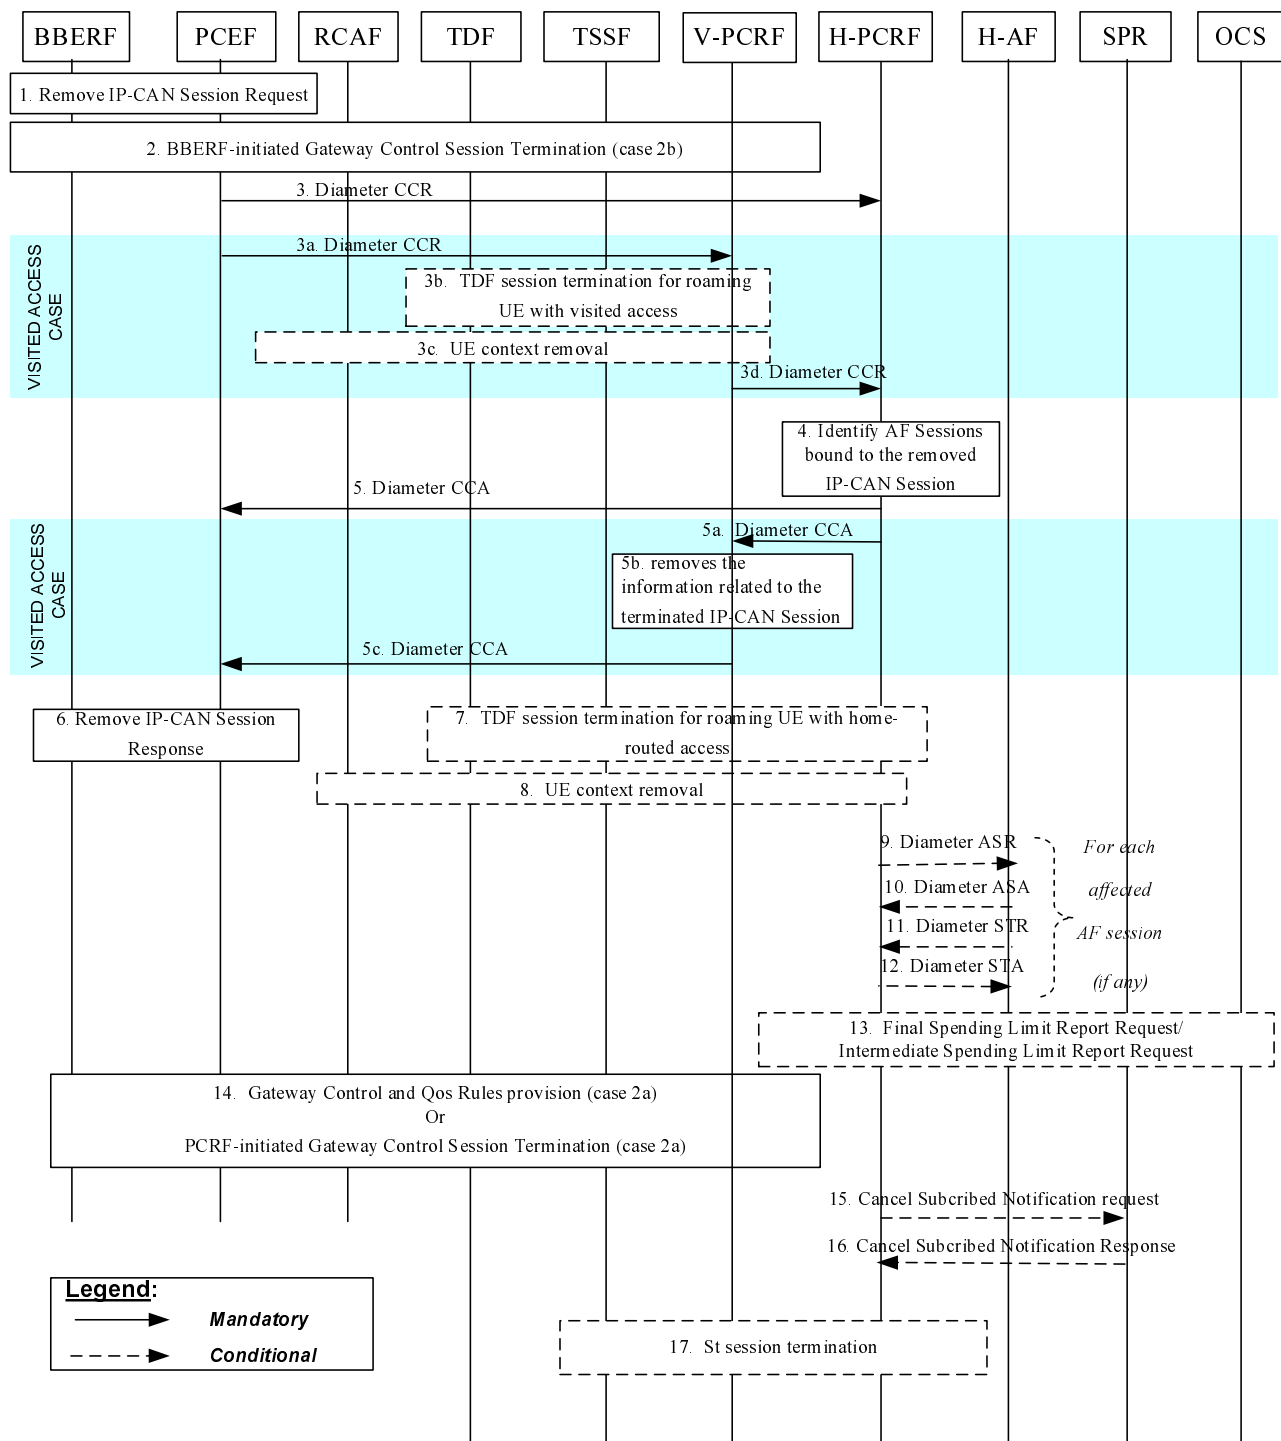 BBERF
PCEF
RCAF
TDF
TSSF
V-PCRF
H-PCRF
H-AF
SPR
OCS
1. Remove IP-CAN Session Request
2. BBERF-initiated Gateway Control Session Termination (case 2b)
3. Diameter CCR
VISITED ACCESS
CASE
3a. Diameter CCR
3b. TDF session termination for roaming
UE with visited access
3c. UE context removal
3d. Diameter CCR
4. Identify AF Sessions
bound to the removed
IP-CAN Session
5. Diameter CCA
VISITED ACCESS
CASE
5a. Diameter CCA
5b. removes the
information related to the
terminated IP-CAN Session
5c. Diameter CCA
6. Remove IP-CAN Session
Response
7. TDF session termination for roaming UE with home-
routed access
8. UE context removal
9. Diameter ASR
10. Diameter ASA
11. Diameter STR
12. Diameter STA
For each
affected
AF session
(if any)
13. Final Spending Limit Report Request/
Intermediate Spending Limit Report Request
14. Gateway Control and Qos Rules provision (case 2a)
Or
PCRF-initiated Gateway Control Session Termination (case 2a)
15. Cancel Subcribed Notification request
16. Cancel Subcribed Notification Response
Legend:
Mandatory
Conditional
17. St session termination